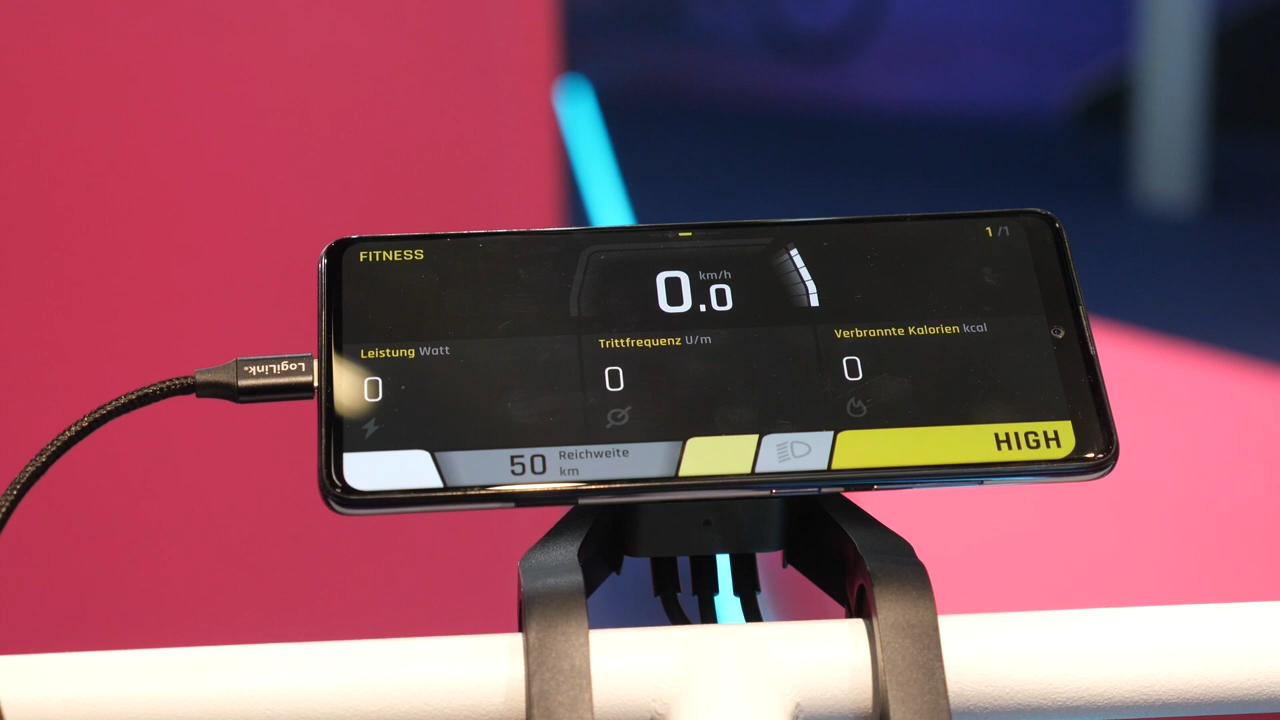 FITNESS
1 /1
0.0 km/h
Leistung Watt
0
Trittfrequenz U/m
0
Verbrannte Kalorien kcal
0
50 Reichweite
km
HIGH
LogiLink®